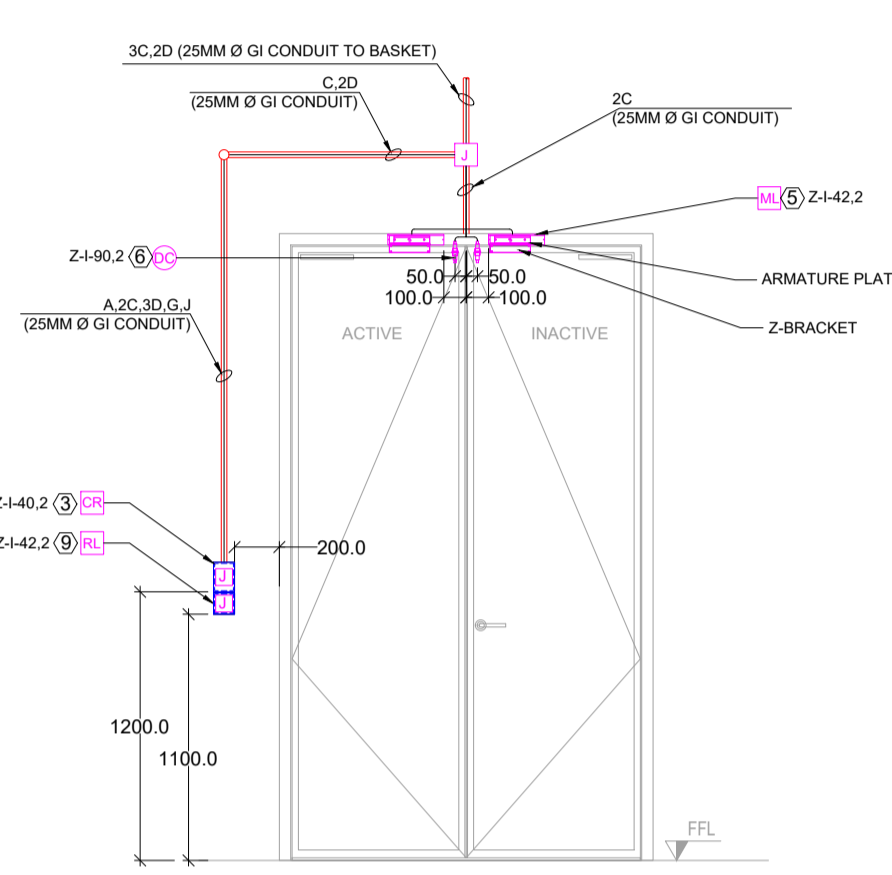 3C,2D (25MM Ø GI CONDUIT TO BASKET)
C,2D
(25MM Ø GI CONDUIT)
2C
(25MM Ø GI CONDUIT)
J
ML 5 Z-I-42,2
Z-I-90,2 6 DC
ARMATURE PLAT
50.0 50.0
100.0 100.0
A,2C,3D,G,J
(25MM Ø GI CONDUIT)
Z-BRACKET
ACTIVE
INACTIVE
Z-I-40,2 3 CR
Z-I-42,2 9 RL
200.0
J
J
1200.0
1100.0
FFL